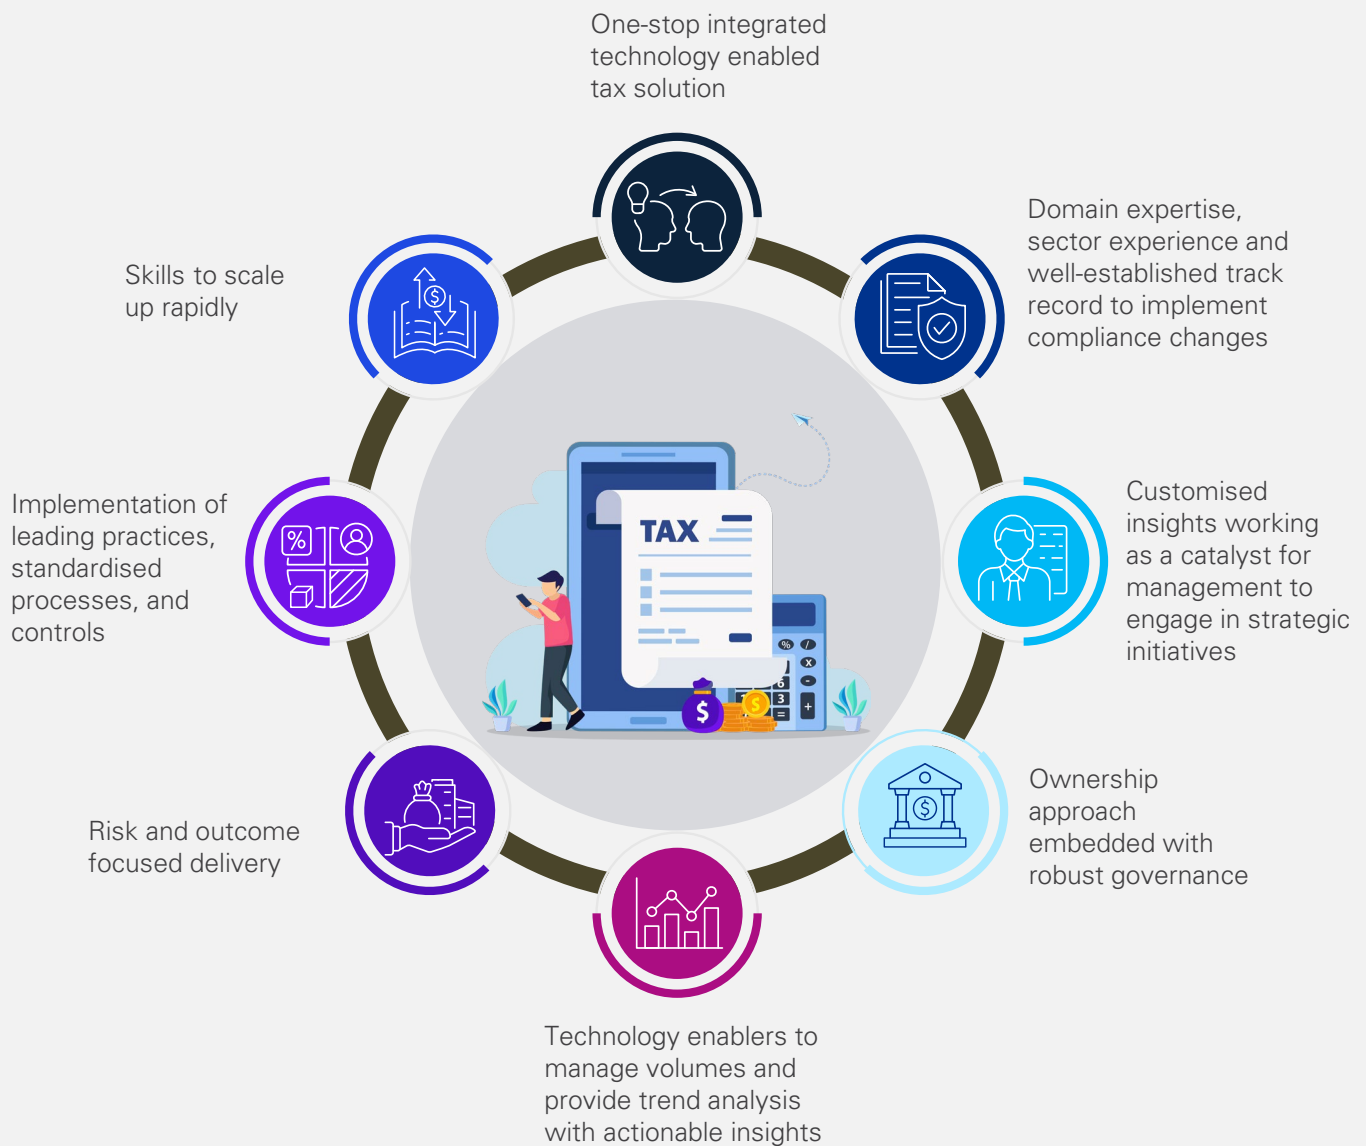 One-stop integrated
technology enabled
tax solution
Domain expertise,
sector experience and
well-established track
record to implement
compliance changes
Customised
insights working
as a catalyst for
management to
engage in strategic
initiatives
Ownership
approach
embedded with
robust governance
Technology enablers to
manage volumes and
provide trend analysis
with actionable insights
Risk and outcome
focused delivery
Implementation of
leading practices,
standardised
processes, and
controls
Skills to scale
up rapidly
TAX
$
$
$
$
%
% /
X
6 -
3
= +